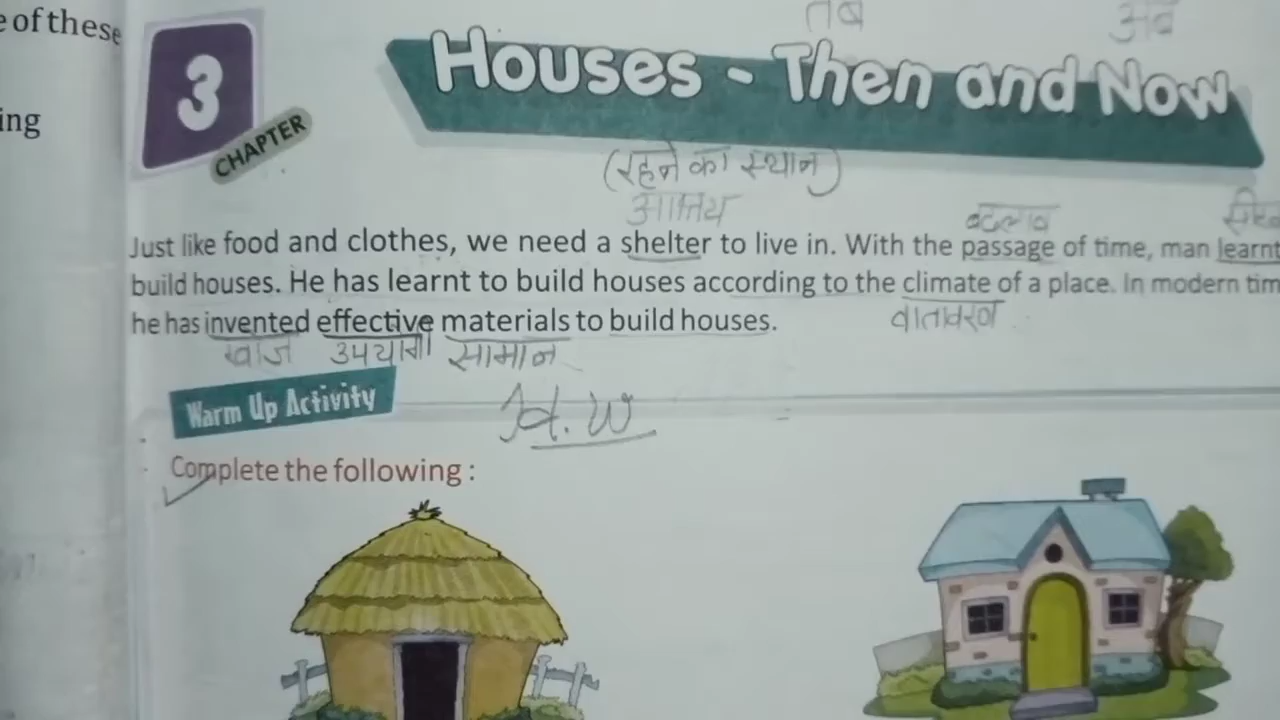 e of these
ing
तब अब
3
CHAPTER
Houses - Then and Now
(रहने का स्थान)
बदलाव
Just like food and clothes, we need a shelter to live in. With the passage of time, man learnt
build houses. He has learnt to build houses according to the climate of a place. In modern tim
he has invented effective materials to build houses.
वातावरण
खोज उपयोगी सामान
Warm Up Activity
H.W
Complete the following :